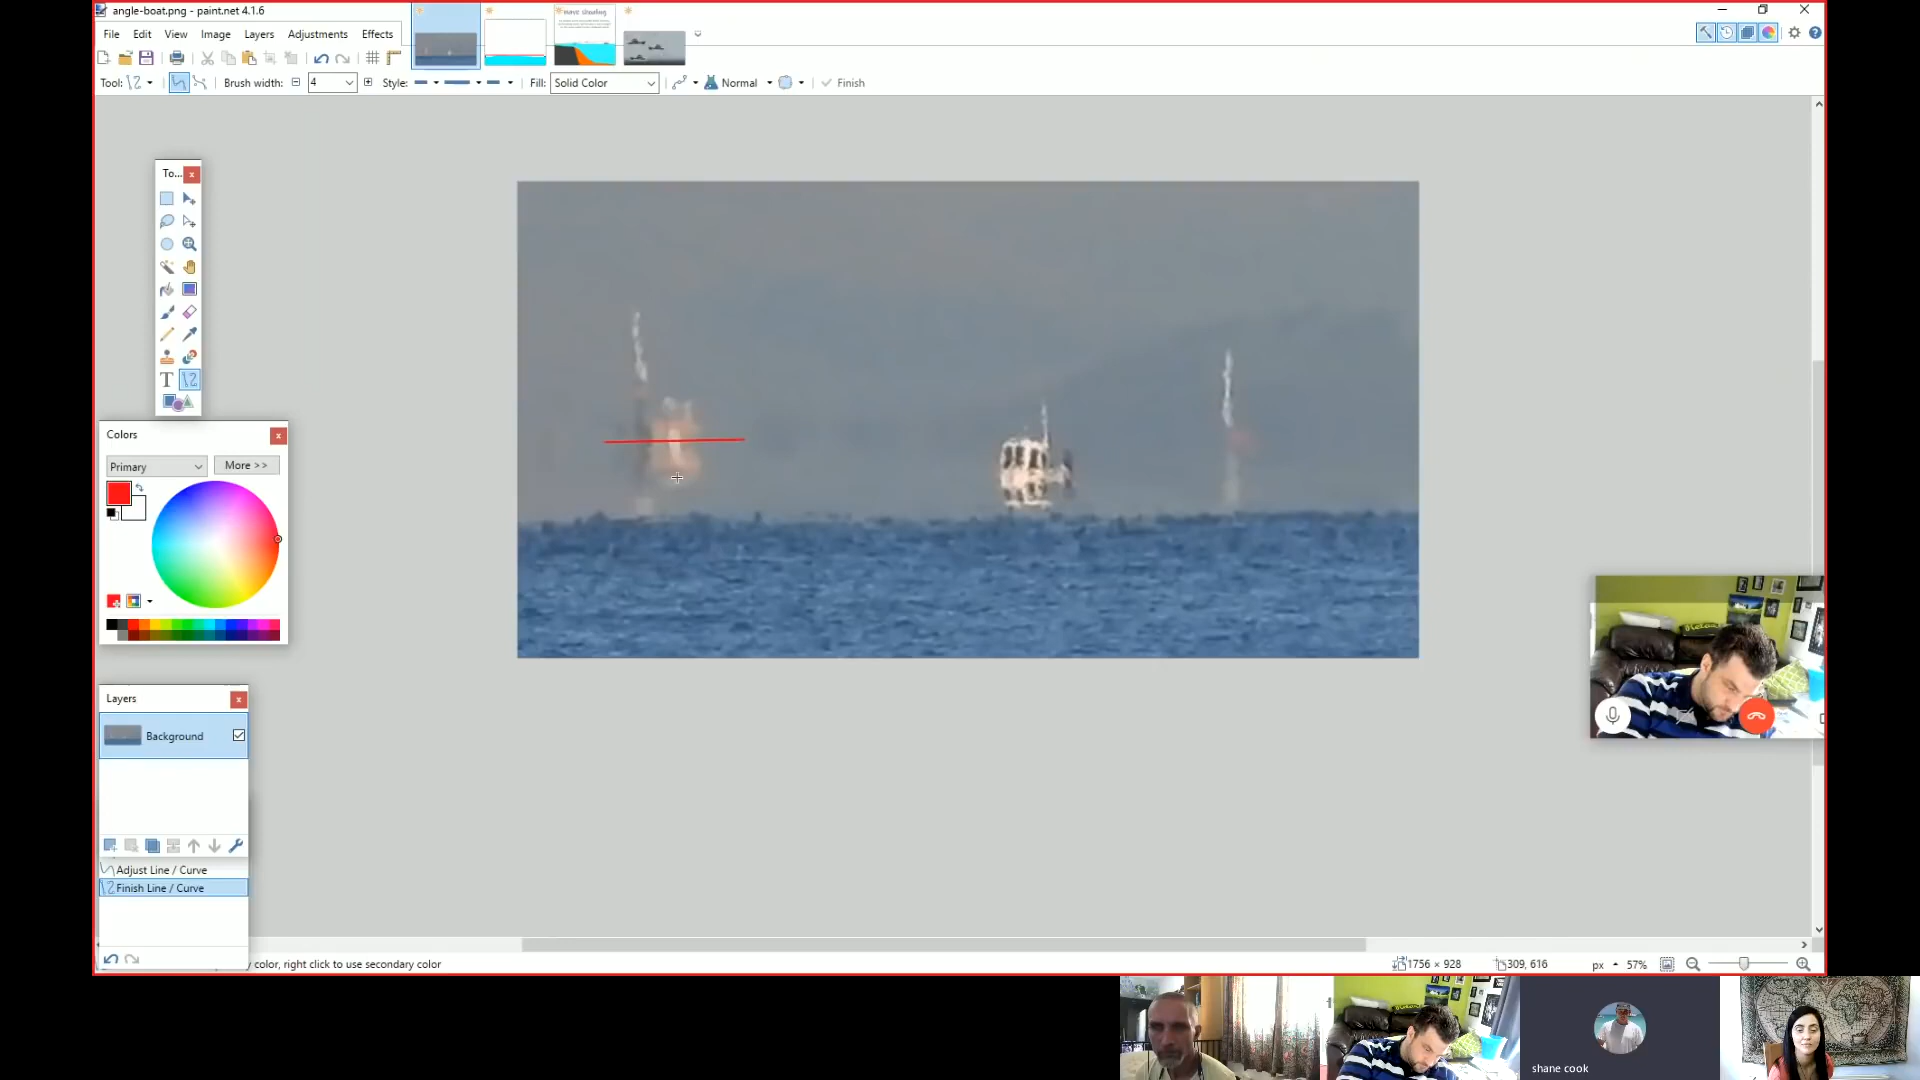 angle-boat.png - paint.net 4.1.6
File Edit View Image Layers Adjustments Effects
Tool: Brush width: 4 Style: Fill: Solid Color Normal Finish
To...
T
Colors
Primary More >>
Layers
Background
Adjust Line / Curve
Finish Line / Curve
color, right click to use secondary color
1756 × 928 309, 616 px 57%
shane cook